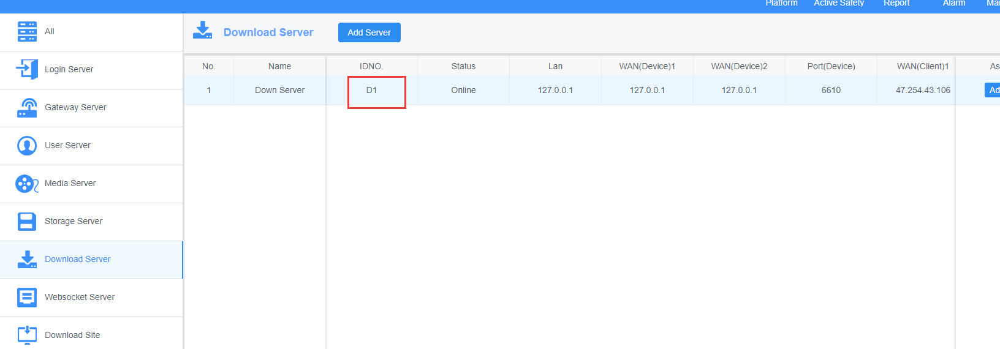 Platform Active Safety Report Alarm
All
Login Server
Gateway Server
User Server
Media Server
Storage Server
Download Server
Websocket Server
Download Site
Download Server Add Server
No. Name IDNO. Status Lan WAN(Device)1 WAN(Device)2 Port(Device) WAN(Client)1 As
1 Down Server D1 Online 127.0.0.1 127.0.0.1 127.0.0.1 6610 47.254.43.106 Ad